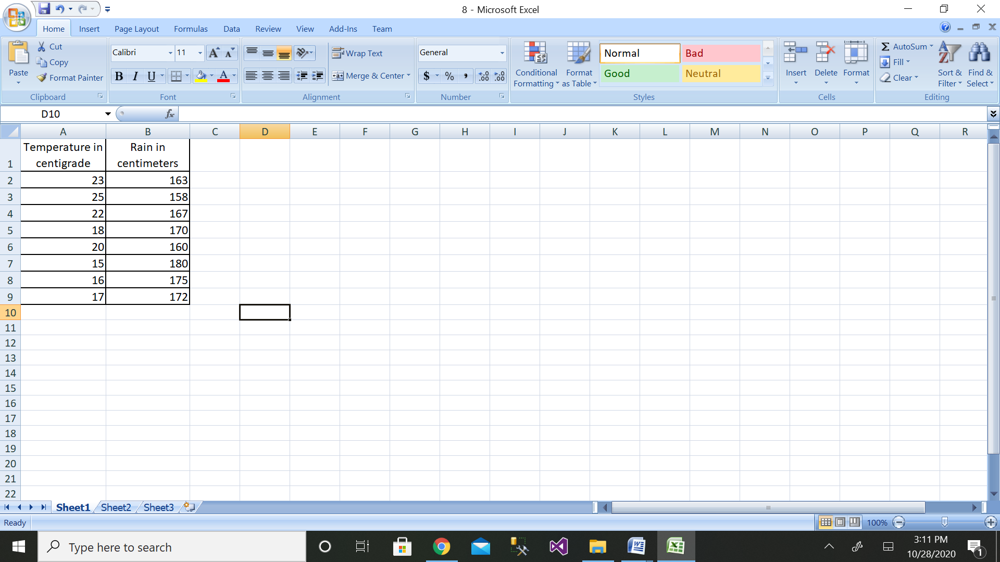 8 - Microsoft Excel
Home Insert Page Layout Formulas Data Review View Add-Ins Team
Paste
Cut
Copy
Format Painter
Clipboard
Calibri 11
B I U A
Font
Wrap Text
Merge & Center
Alignment
General
$ % , .00 .00
Number
Conditional Formatting
Format as Table
Normal Bad
Good Neutral
Styles
Insert Delete Format
Cells
Σ AutoSum
Fill
Clear
Sort & Filter
Find & Select
Editing
D10 fx
A B C D E F G H I J K L M N O P Q R
1 Temperature in centigrade Rain in centimeters
2 23 163
3 25 158
4 22 167
5 18 170
6 20 160
7 15 180
8 16 175
9 17 172
10
11
12
13
14
15
16
17
18
19
20
21
22
Sheet1 Sheet2 Sheet3
Ready 100%
Type here to search
3:11 PM
10/28/2020
1